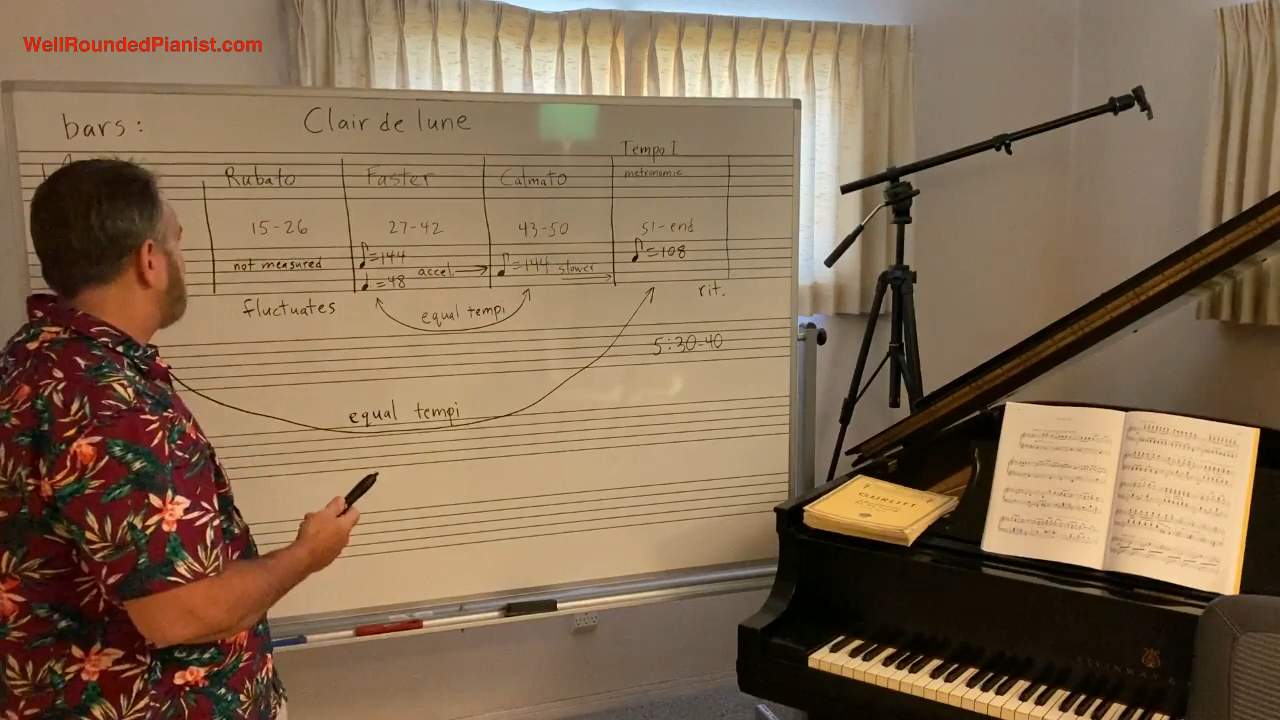 WellRoundedPianist.com
bars: Clair de lune
Tempo I
Rubato Faster Calmato metronomic
15-26 27-42 43-50 51-end
not measured ♪=144 accel. ♪=144 slower ♪=108
♩=48
fluctuates equal tempi rit.
5:30-40
equal tempi
GURLITT
STEINWAY